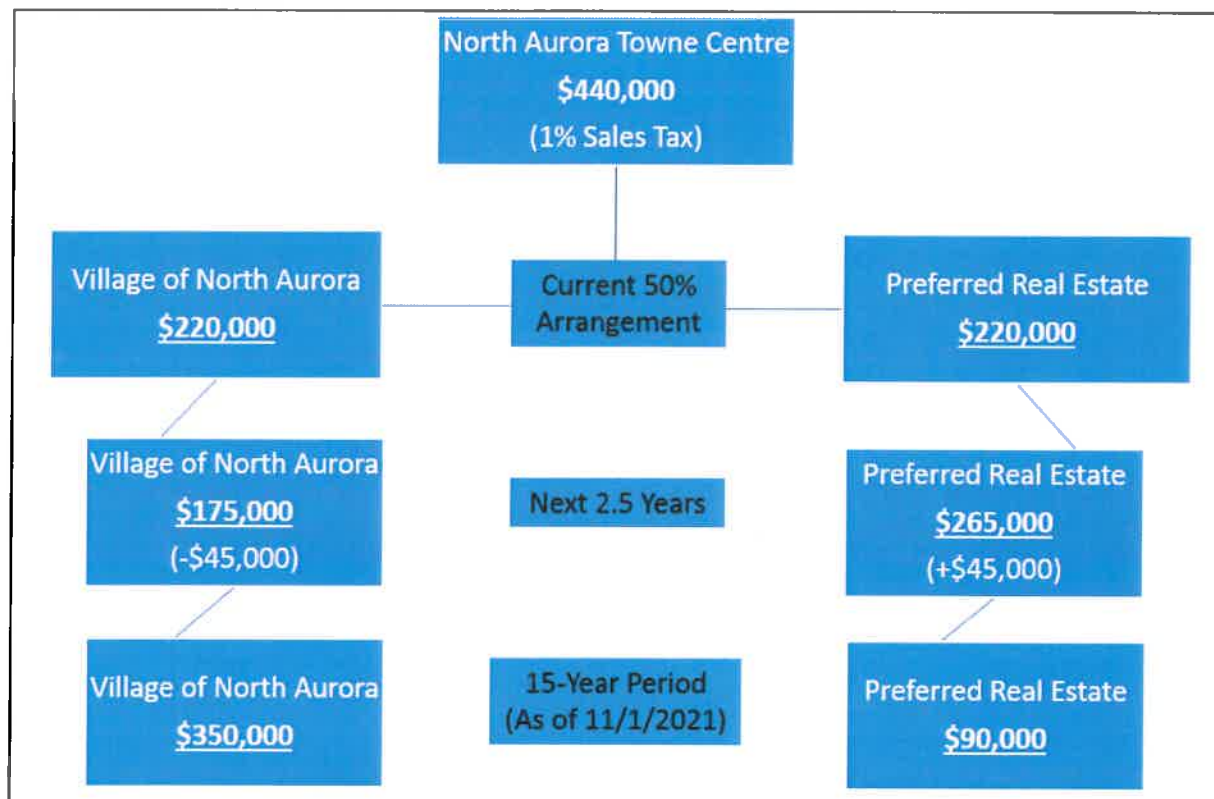 North Aurora Towne Centre
$440,000
(1% Sales Tax)
Village of North Aurora
$220,000
Current 50%
Arrangement
Preferred Real Estate
$220,000
Village of North Aurora
$175,000
(-$45,000)
Next 2.5 Years
Preferred Real Estate
$265,000
(+$45,000)
Village of North Aurora
$350,000
15-Year Period
(As of 11/1/2021)
Preferred Real Estate
$90,000